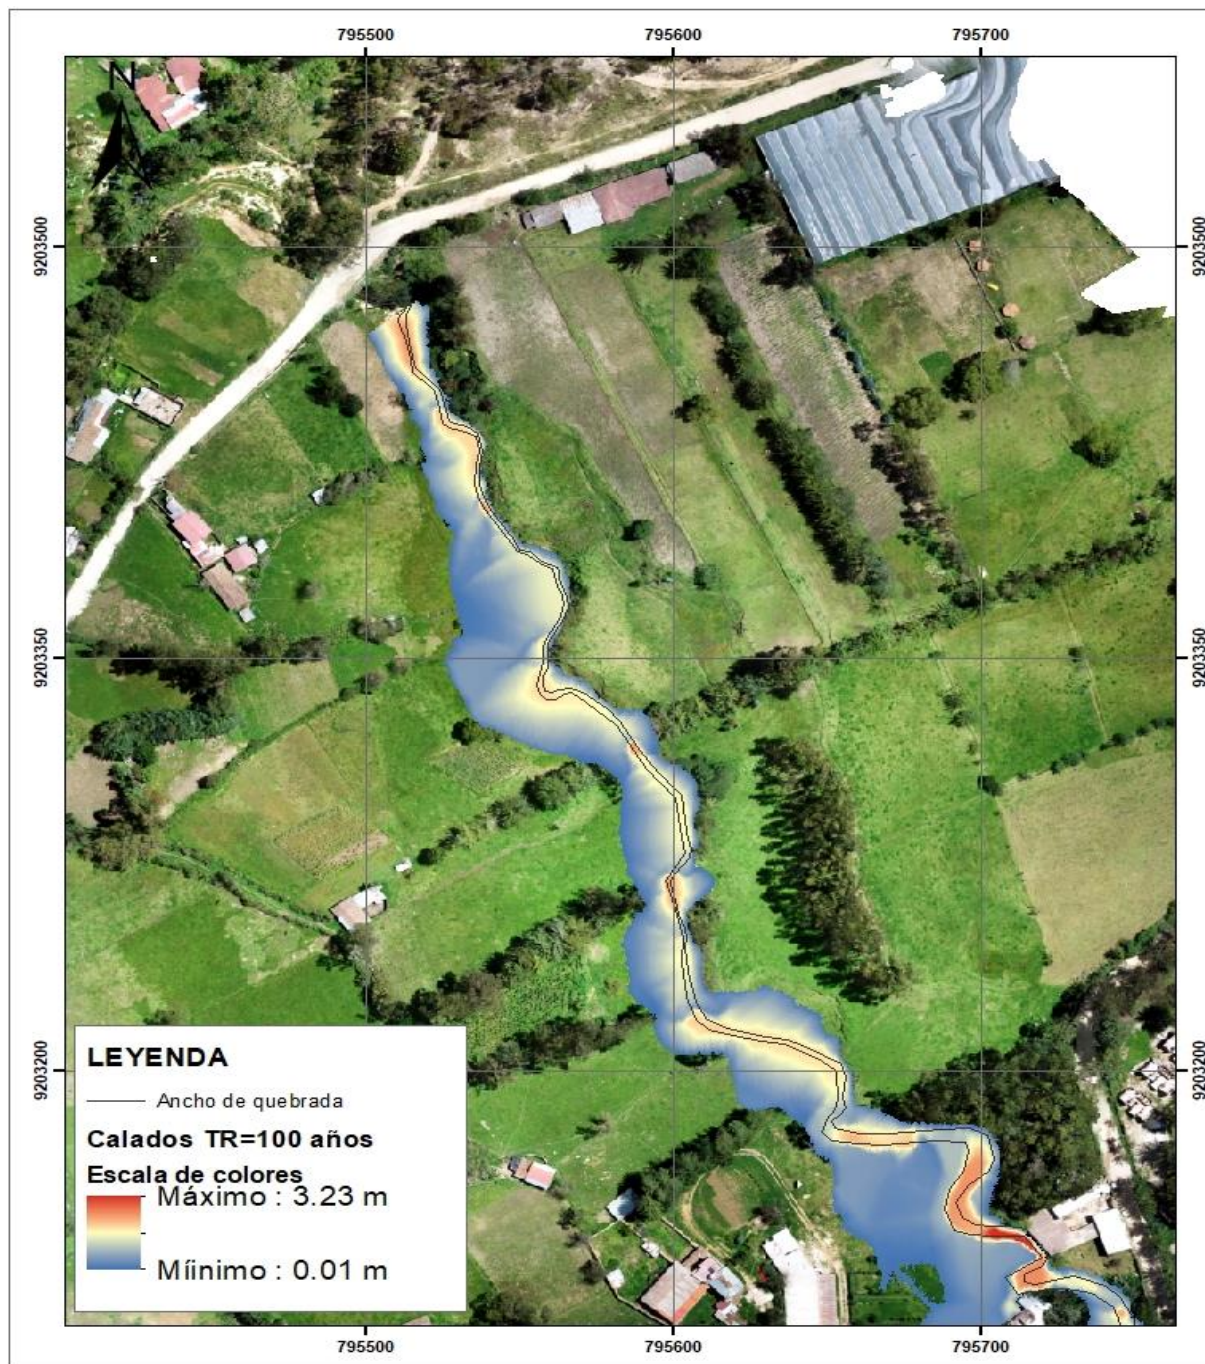 795500 795600 795700
N
9203500 9203500
9203350 9203350
9203200 9203200
LEYENDA
Ancho de quebrada
Calados TR=100 años
Escala de colores
Máximo : 3.23 m
Míinimo : 0.01 m
795500 795600 795700